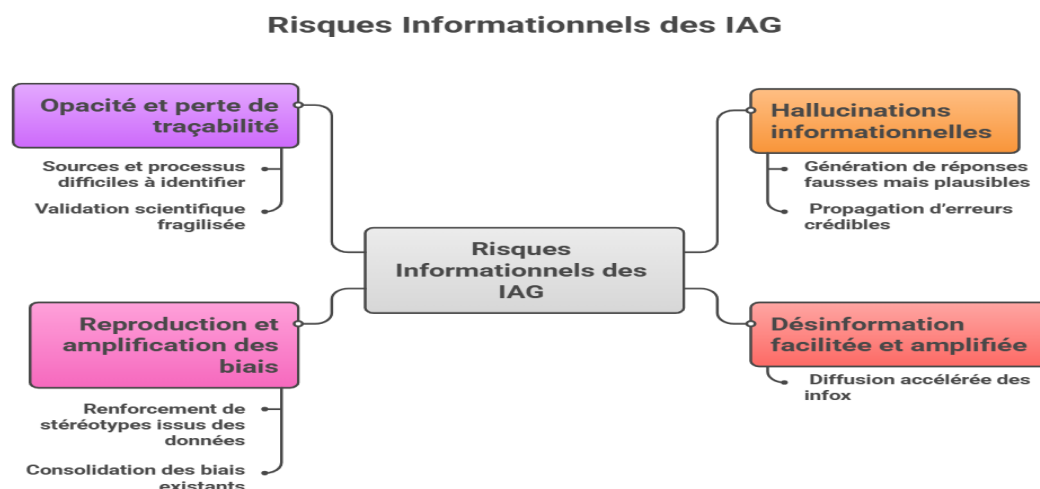 Risques Informationnels des IAG
Opacité et perte de
traçabilité
Sources et processus
difficiles à identifier
Validation scientifique
fragilisée
Hallucinations
informationnelles
Génération de réponses
fausses mais plausibles
Propagation d'erreurs
crédibles
Risques
Informationnels des
IAG
Reproduction et
amplification des
biais
Renforcement de
stéréotypes issus des
données
Consolidation des biais
existants
Désinformation
facilitée et amplifiée
Diffusion accélérée des
infox